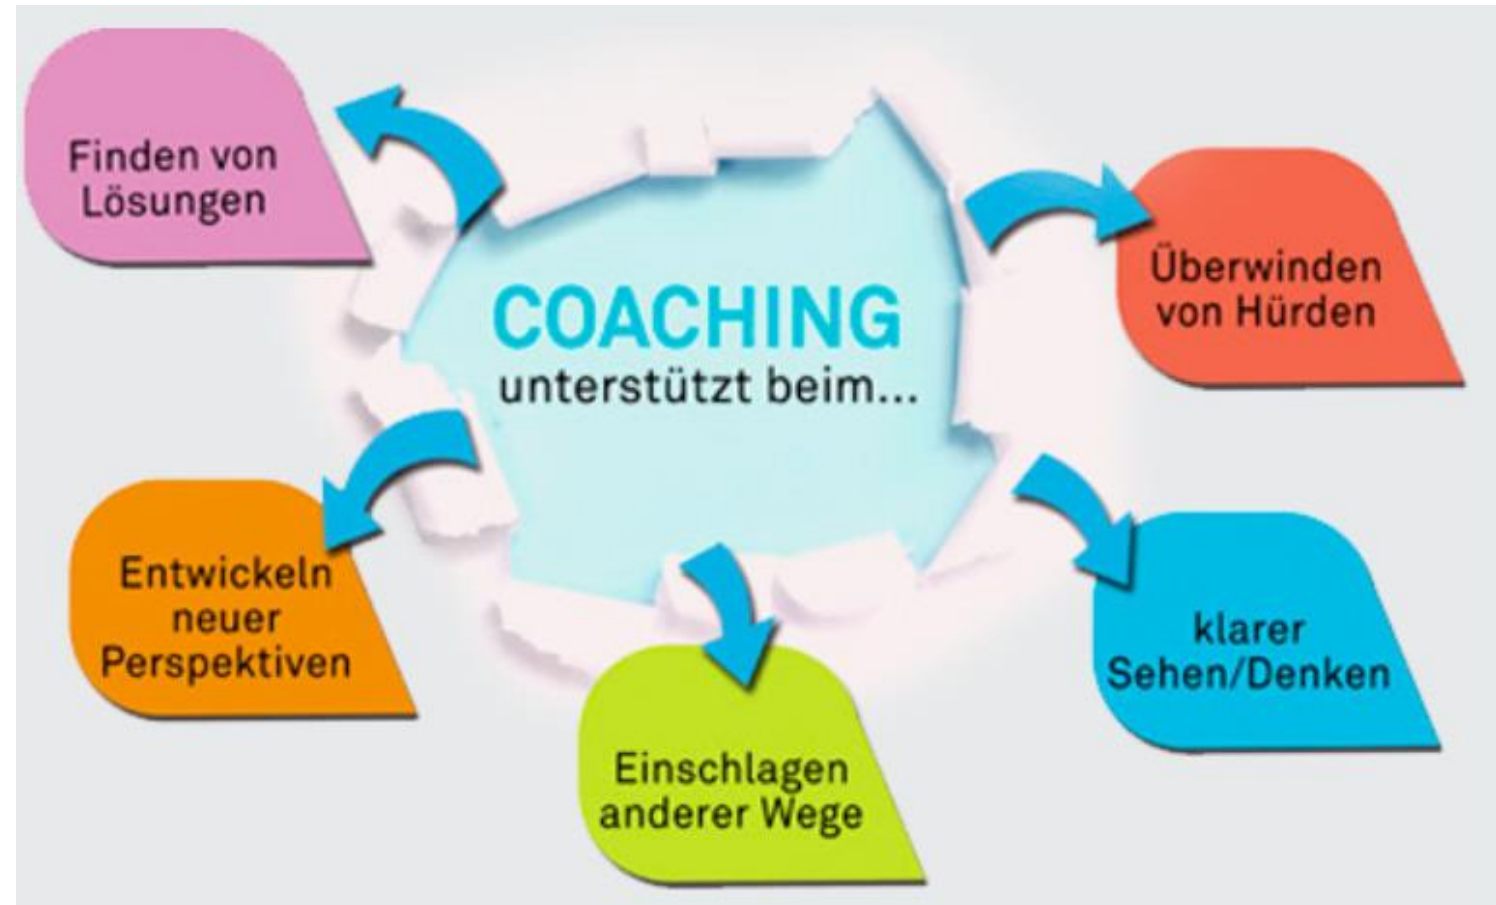 Finden von
Lösungen
COACHING
unterstützt beim...
Überwinden
von Hürden
Entwickeln
neuer
Perspektiven
klarer
Sehen/Denken
Einschlagen
anderer Wege